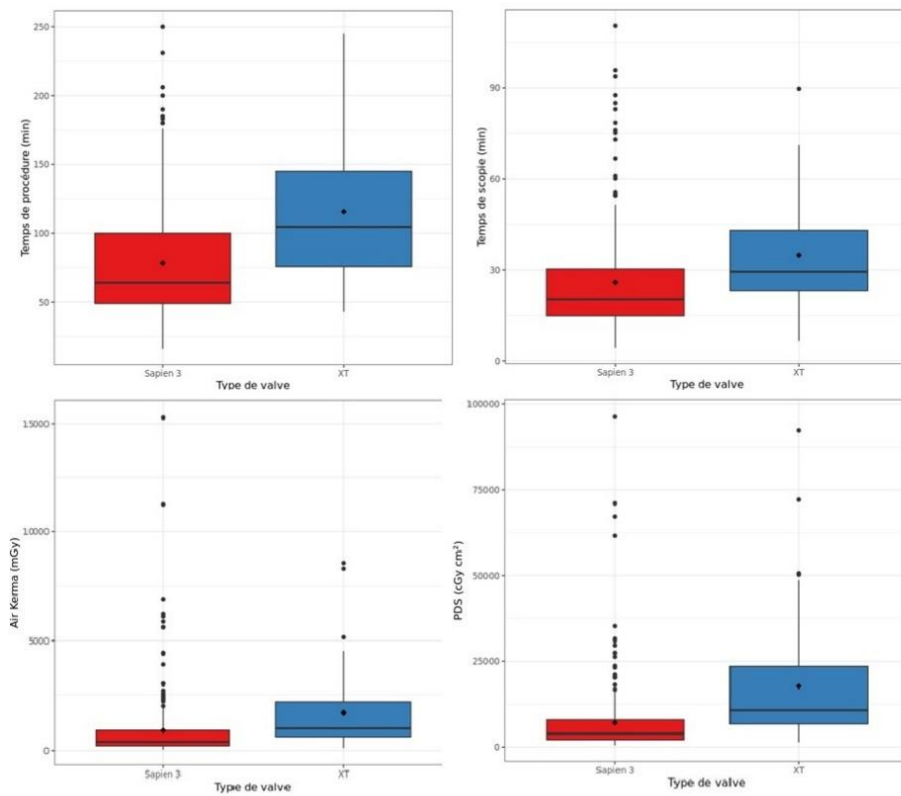 Temps de procédure (min)
250
200
150
100
50
Sapien 3
XT
Type de valve
Temps de scopie (min)
90
60
30
0
Sapien 3
XT
Type de valve
Air Kerma (mGy)
15000
10000
5000
0
Sapien 3
XT
Type de valve
PDS (cGy cm²)
100000
75000
50000
25000
0
Sapien 3
XT
Type de valve